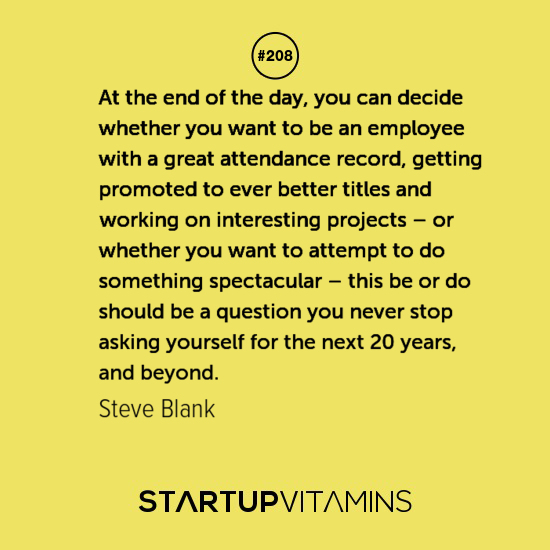 #208
At the end of the day, you can decide
whether you want to be an employee
with a great attendance record, getting
promoted to ever better titles and
working on interesting projects – or
whether you want to attempt to do
something spectacular – this be or do
should be a question you never stop
asking yourself for the next 20 years,
and beyond.
Steve Blank
STARTUPVITAMINS